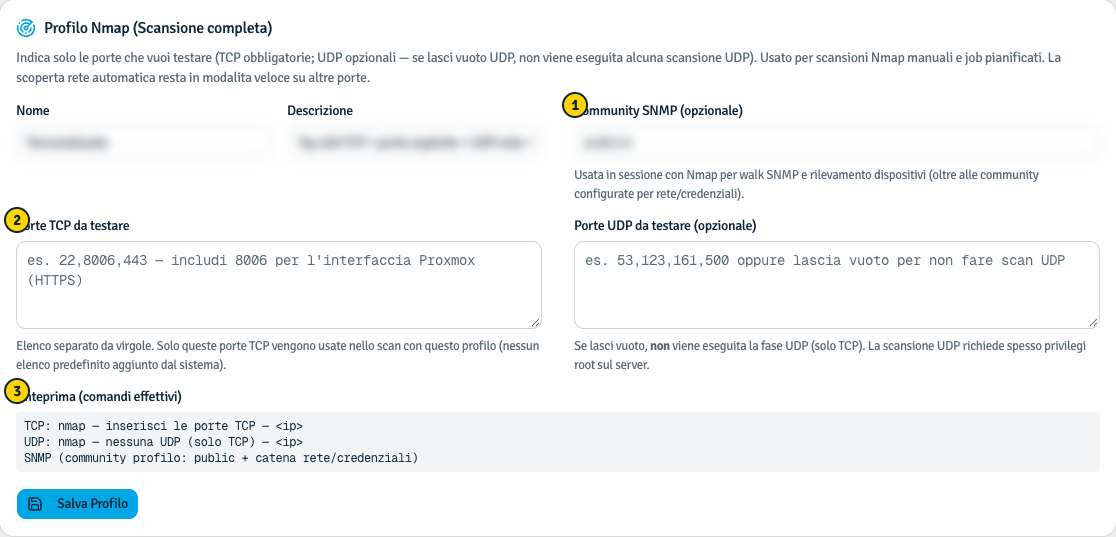 Profilo Nmap (Scansione completa)
Indica solo le porte che vuoi testare (TCP obbligatorie; UDP opzionali — se lasci vuoto UDP, non viene eseguita alcuna scansione UDP). Usato per scansioni Nmap manuali e job pianificati. La
scoperta rete automatica resta in modalita veloce su altre porte.
Nome
Descrizione
1
ommunity SNMP (opzionale)
Usata in sessione con Nmap per walk SNMP e rilevamento dispositivi (oltre alle community
configurate per rete/credenziali).
2
orte TCP da testare
es. 22,8006,443 — includi 8006 per l'interfaccia Proxmox
(HTTPS)
Elenco separato da virgole. Solo queste porte TCP vengono usate nello scan con questo profilo (nessun
elenco predefinito aggiunto dal sistema).
Porte UDP da testare (opzionale)
es. 53,123,161,500 oppure lascia vuoto per non fare scan UDP
Se lasci vuoto, non viene eseguita la fase UDP (solo TCP). La scansione UDP richiede spesso privilegi
root sul server.
3
nteprima (comandi effettivi)
TCP: nmap — inserisci le porte TCP — <ip>
UDP: nmap — nessuna UDP (solo TCP) — <ip>
SNMP (community profilo: public + catena rete/credenziali)
Salva Profilo